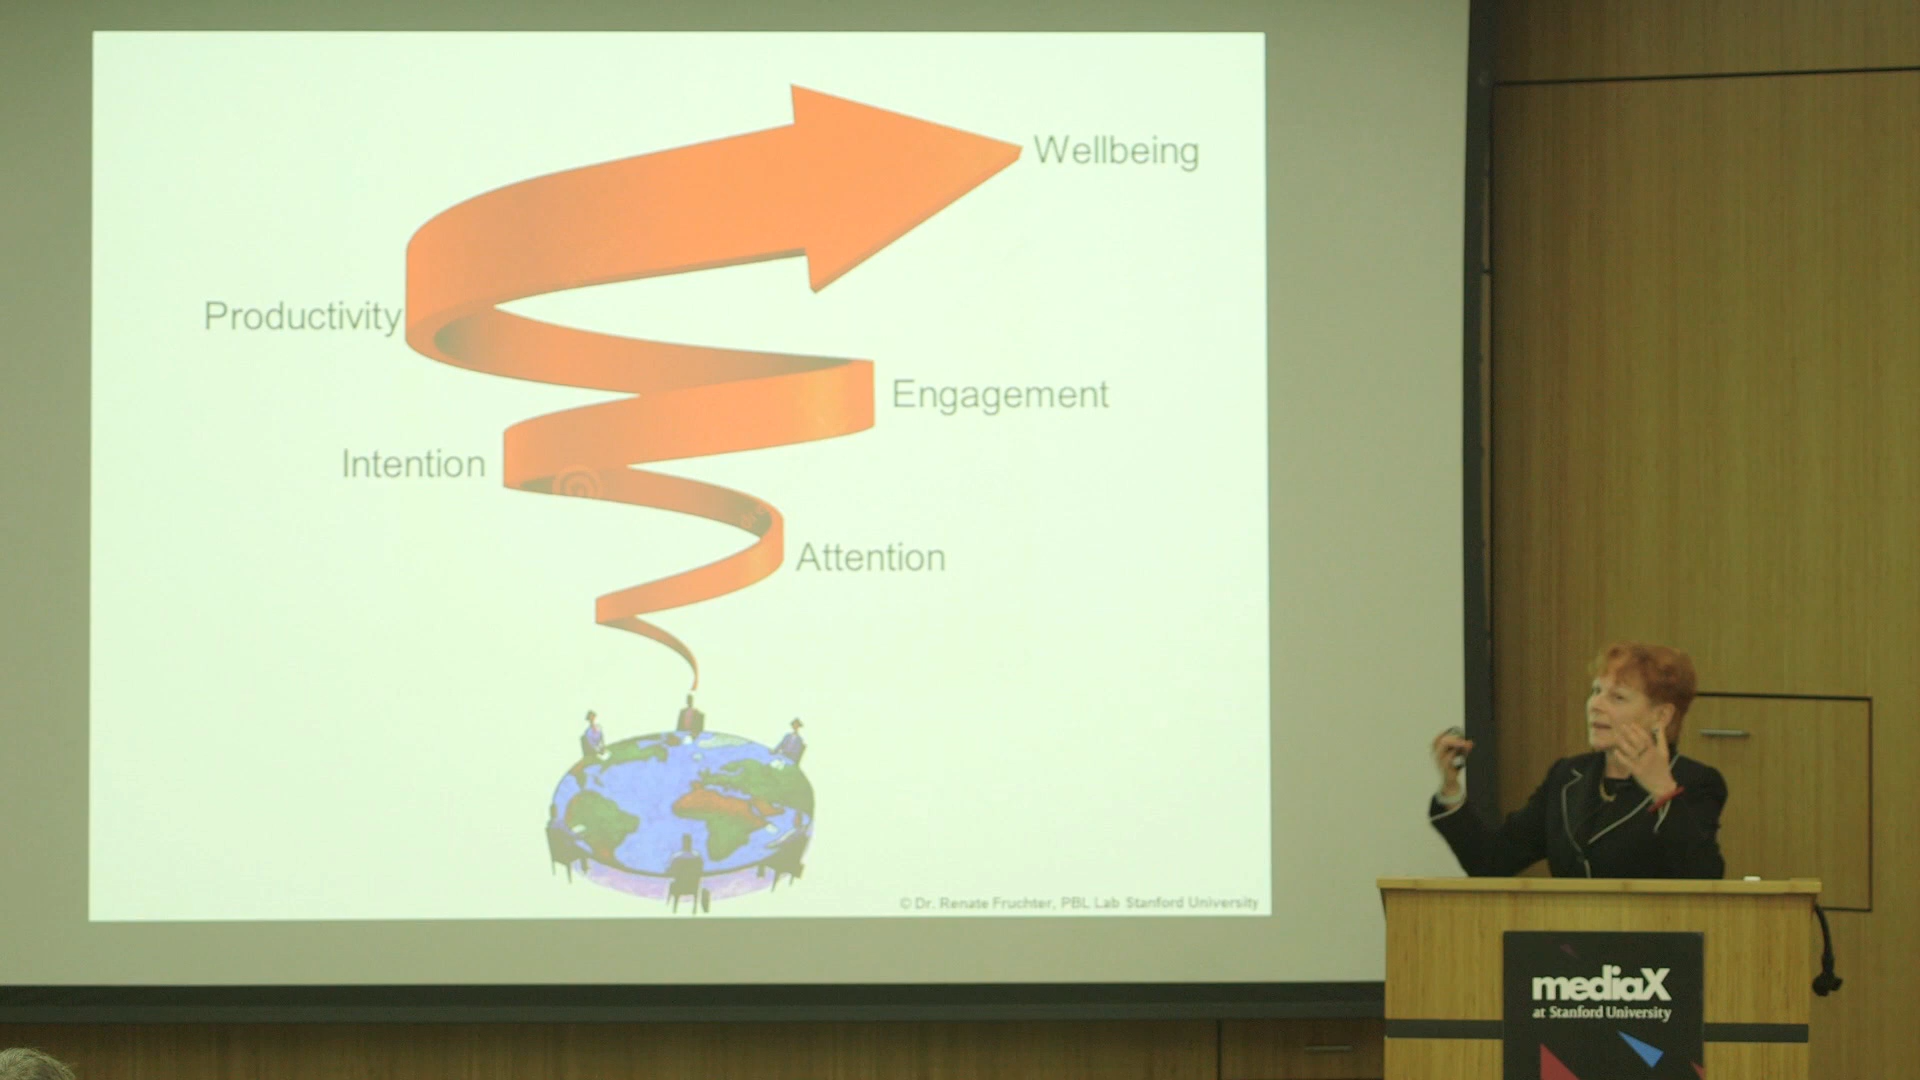 Wellbeing
Productivity
Engagement
Intention
Attention
© Dr. Renate Fruchter, PBL Lab Stanford University
mediaX
at Stanford University